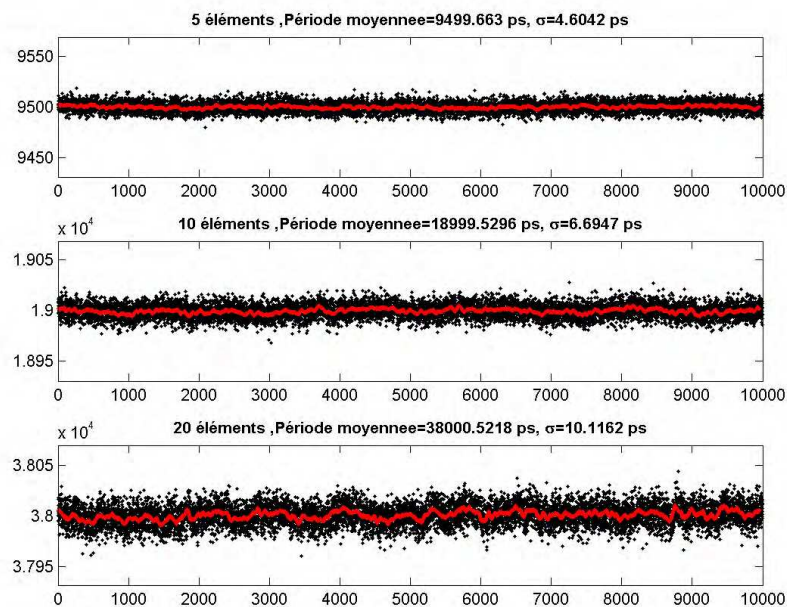 5 éléments ,Période moyennee=9499.663 ps, σ=4.6042 ps
9550
9500
9450
0 1000 2000 3000 4000 5000 6000 7000 8000 9000 10000
x 10^4
10 éléments ,Période moyennee=18999.5296 ps, σ=6.6947 ps
1.905
1.9
1.895
0 1000 2000 3000 4000 5000 6000 7000 8000 9000 10000
x 10^4
20 éléments ,Période moyennee=38000.5218 ps, σ=10.1162 ps
3.805
3.8
3.795
0 1000 2000 3000 4000 5000 6000 7000 8000 9000 10000